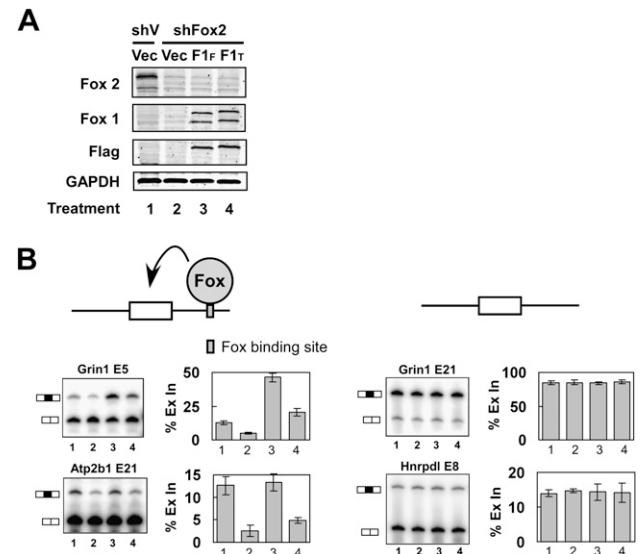 A
shV shFox2
Vec Vec F1F F1T
Fox 2
Fox 1
Flag
GAPDH
Treatment 1 2 3 4
B
Fox
Fox binding site
Grin1 E5
1 2 3 4
% Ex In
50
25
0
1 2 3 4
Grin1 E21
1 2 3 4
% Ex In
100
50
0
1 2 3 4
Atp2b1 E21
1 2 3 4
% Ex In
15
10
5
0
1 2 3 4
Hnrpdl E8
1 2 3 4
% Ex In
20
10
0
1 2 3 4